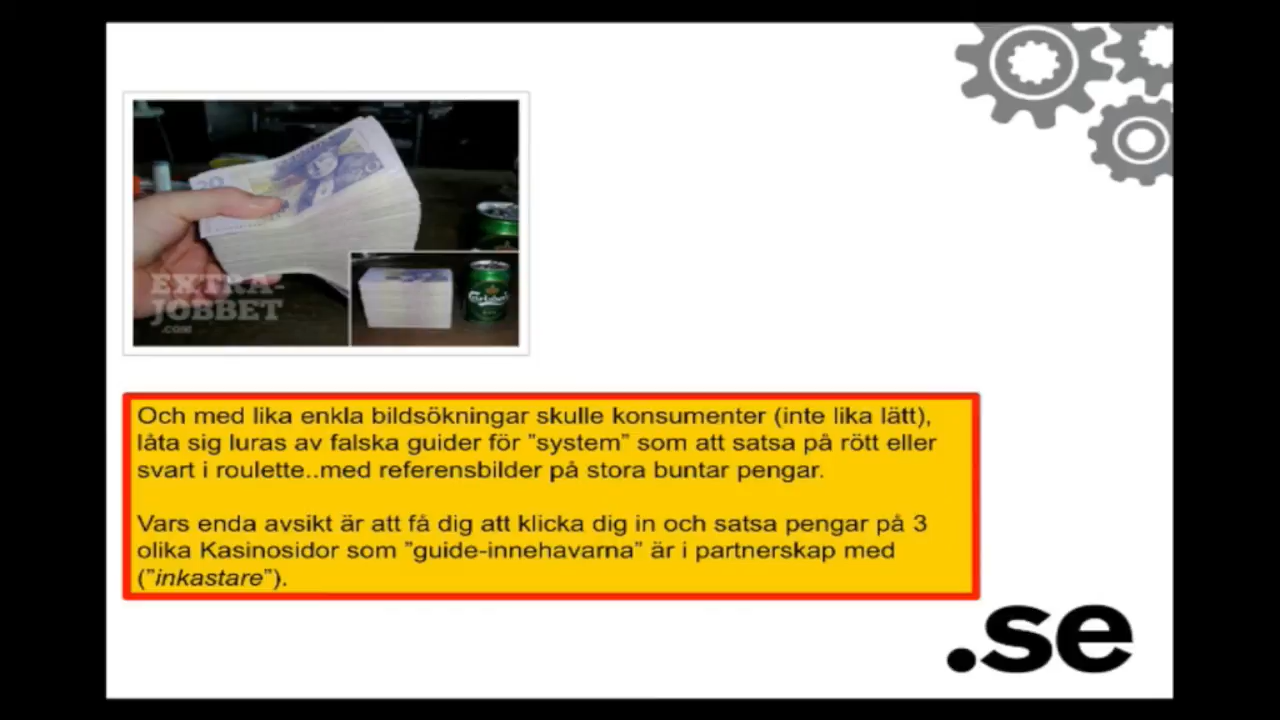 20
EXTRA-
JOBBET
.COM
Carlsberg
Och med lika enkla bildsökningar skulle konsumenter (inte lika lätt),
låta sig luras av falska guider för ”system” som att satsa på rött eller
svart i roulette..med referensbilder på stora buntar pengar.
Vars enda avsikt är att få dig att klicka dig in och satsa pengar på 3
olika Kasinosidor som ”guide-innehavarna” är i partnerskap med
(”inkastare”).
.se